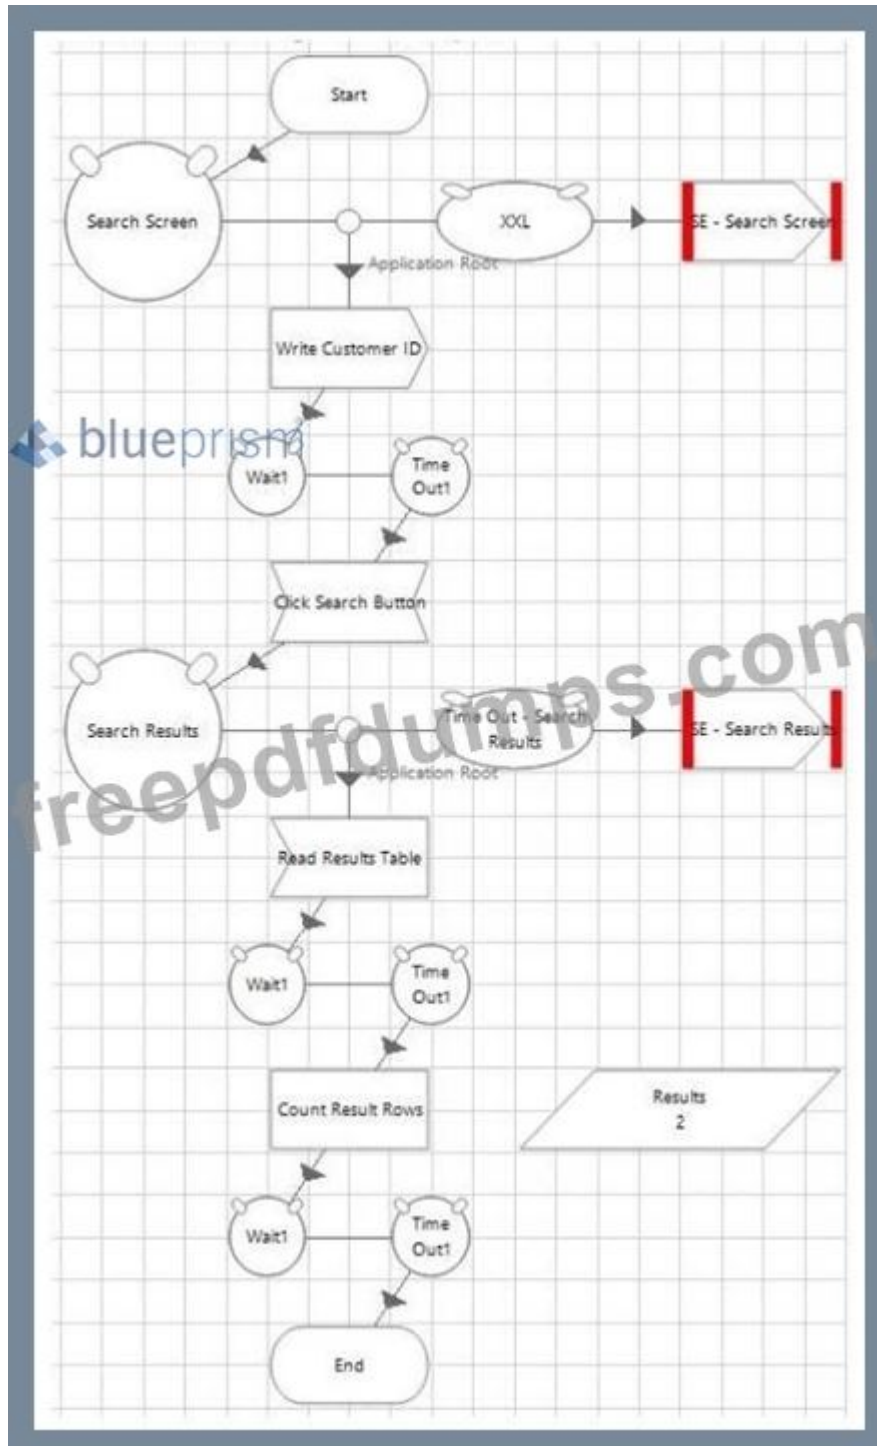 Start
Search Screen
XXL
SE - Search Screen
Application Root
Write Customer ID
blueprism
Wait1
Time
Out1
Click Search Button
freepdfdumps.com
Search Results
Time Out - Search
Results
SE - Search Results
Application Root
Read Results Table
Wait1
Time
Out1
Count Result Rows
Results
2
Wait1
Time
Out1
End